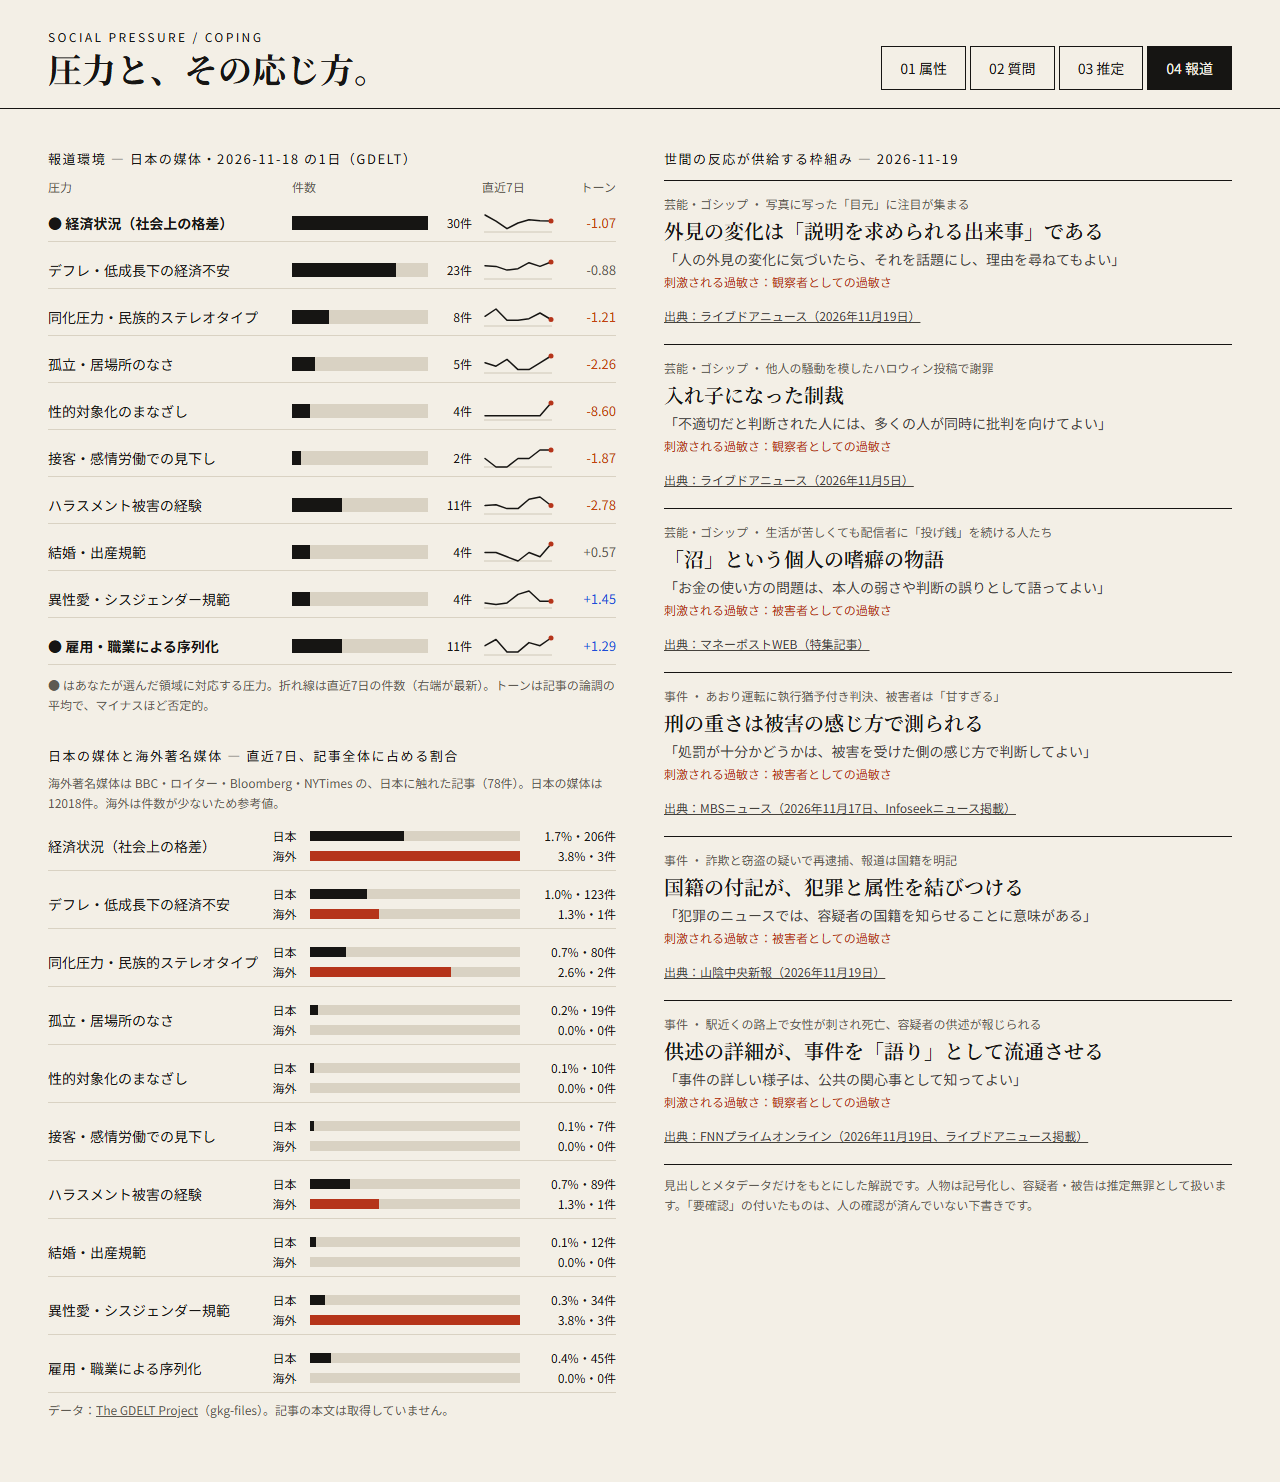 SOCIAL PRESSURE / COPING
圧力と、その応じ方。
01 属性
02 質問
03 推定
04 報道
報道環境 — 日本の媒体・2026-11-18 の1日（GDELT）
圧力 件数 直近7日 トーン
● 経済状況（社会上の格差） 30件 -1.07
デフレ・低成長下の経済不安 23件 -0.88
同化圧力・民族的ステレオタイプ 8件 -1.21
孤立・居場所のなさ 5件 -2.26
性的対象化のまなざし 4件 -8.60
接客・感情労働での見下し 2件 -1.87
ハラスメント被害の経験 11件 -2.78
結婚・出産規範 4件 +0.57
異性愛・シスジェンダー規範 4件 +1.45
● 雇用・職業による序列化 11件 +1.29
● はあなたが選んだ領域に対応する圧力。折れ線は直近7日の件数（右端が最新）。トーンは記事の論調の
平均で、マイナスほど否定的。
日本の媒体と海外著名媒体 — 直近7日、記事全体に占める割合
海外著名媒体は BBC・ロイター・Bloomberg・NYTimes の、日本に触れた記事（78件）。日本の媒体は
12018件。海外は件数が少ないため参考値。
経済状況（社会上の格差）
日本 1.7%・206件
海外 3.8%・3件
デフレ・低成長下の経済不安
日本 1.0%・123件
海外 1.3%・1件
同化圧力・民族的ステレオタイプ
日本 0.7%・80件
海外 2.6%・2件
孤立・居場所のなさ
日本 0.2%・19件
海外 0.0%・0件
性的対象化のまなざし
日本 0.1%・10件
海外 0.0%・0件
接客・感情労働での見下し
日本 0.1%・7件
海外 0.0%・0件
ハラスメント被害の経験
日本 0.7%・89件
海外 1.3%・1件
結婚・出産規範
日本 0.1%・12件
海外 0.0%・0件
異性愛・シスジェンダー規範
日本 0.3%・34件
海外 3.8%・3件
雇用・職業による序列化
日本 0.4%・45件
海外 0.0%・0件
データ：The GDELT Project（gkg-files）。記事の本文は取得していません。
世間の反応が供給する枠組み — 2026-11-19
芸能・ゴシップ ・ 写真に写った「目元」に注目が集まる
外見の変化は「説明を求められる出来事」である
「人の外見の変化に気づいたら、それを話題にし、理由を尋ねてもよい」
刺激される過敏さ：観察者としての過敏さ
出典：ライブドアニュース（2026年11月19日）
芸能・ゴシップ ・ 他人の騒動を模したハロウィン投稿で謝罪
入れ子になった制裁
「不適切だと判断された人には、多くの人が同時に批判を向けてよい」
刺激される過敏さ：観察者としての過敏さ
出典：ライブドアニュース（2026年11月5日）
芸能・ゴシップ ・ 生活が苦しくても配信者に「投げ銭」を続ける人たち
「沼」という個人の嗜癖の物語
「お金の使い方の問題は、本人の弱さや判断の誤りとして語ってよい」
刺激される過敏さ：被害者としての過敏さ
出典：マネーポストWEB（特集記事）
事件 ・ あおり運転に執行猶予付き判決、被害者は「甘すぎる」
刑の重さは被害の感じ方で測られる
「処罰が十分かどうかは、被害を受けた側の感じ方で判断してよい」
刺激される過敏さ：被害者としての過敏さ
出典：MBSニュース（2026年11月17日、Infoseekニュース掲載）
事件 ・ 詐欺と窃盗の疑いで再逮捕、報道は国籍を明記
国籍の付記が、犯罪と属性を結びつける
「犯罪のニュースでは、容疑者の国籍を知らせることに意味がある」
刺激される過敏さ：被害者としての過敏さ
出典：山陰中央新報（2026年11月19日）
事件 ・ 駅近くの路上で女性が刺され死亡、容疑者の供述が報じられる
供述の詳細が、事件を「語り」として流通させる
「事件の詳しい様子は、公共の関心事として知ってよい」
刺激される過敏さ：観察者としての過敏さ
出典：FNNプライムオンライン（2026年11月19日、ライブドアニュース掲載）
見出しとメタデータだけをもとにした解説です。人物は記号化し、容疑者・被告は推定無罪として扱いま
す。「要確認」の付いたものは、人の確認が済んでいない下書きです。